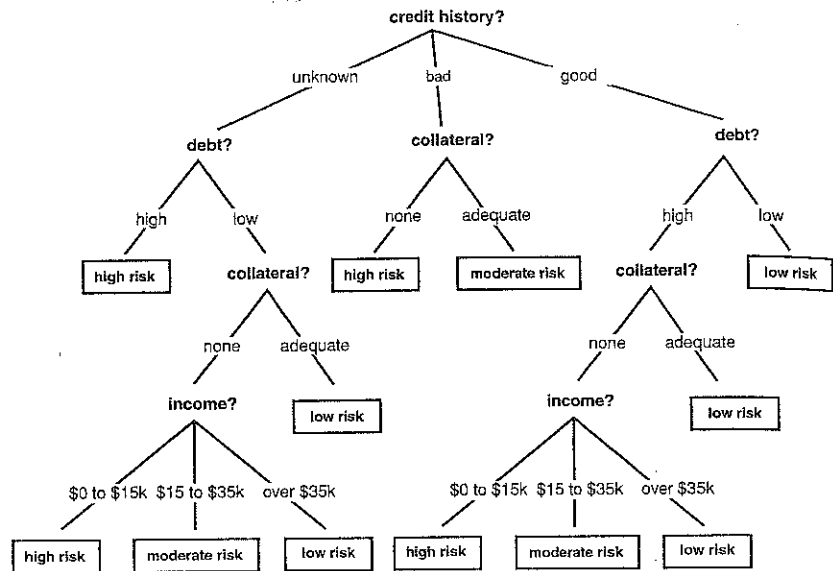 credit history?
unknown bad good
debt? collateral? debt?
high low none adequate high low
high risk collateral? high risk moderate risk collateral? low risk
none adequate none adequate
income? low risk income? low risk
$0 to $15k $15 to $35k over $35k $0 to $15k $15 to $35k over $35k
high risk moderate risk low risk high risk moderate risk low risk